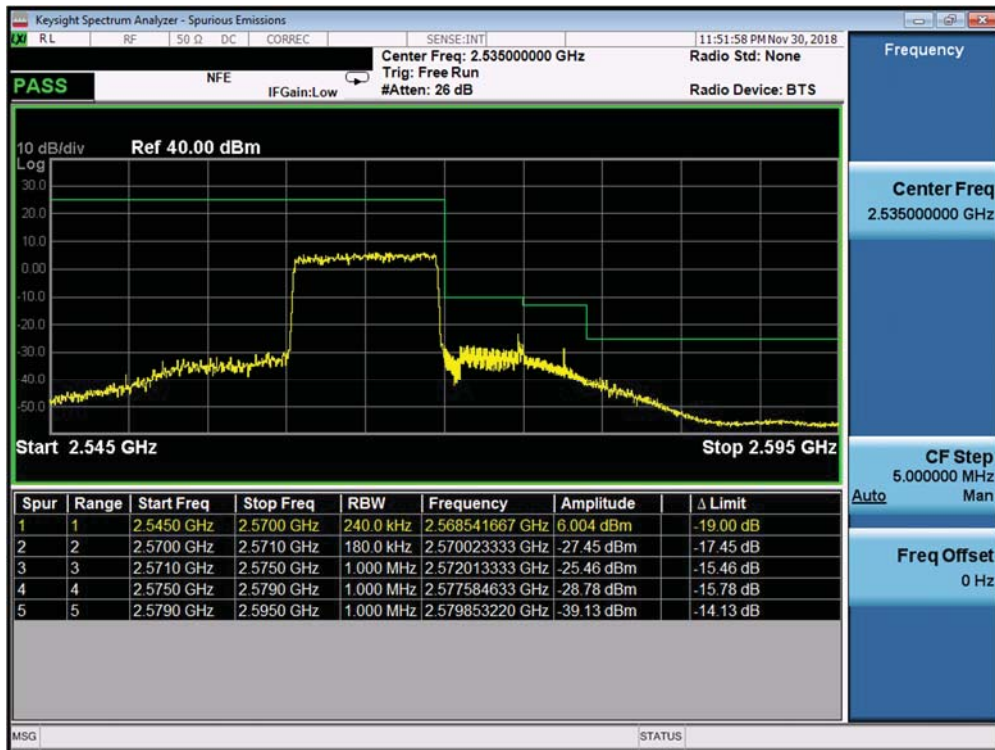 Keysight Spectrum Analyzer - Spurious Emissions
LXI RL RF 50 Ω DC CORREC SENSE:INT 11:51:58 PM Nov 30, 2018
Center Freq: 2.535000000 GHz Radio Std: None
PASS NFE Trig: Free Run
IFGain:Low #Atten: 26 dB Radio Device: BTS
10 dB/div Ref 40.00 dBm
Log
30.0
20.0
10.0
0.00
-10.0
-20.0
-30.0
-40.0
-50.0
Start 2.545 GHz Stop 2.595 GHz
Spur Range Start Freq Stop Freq RBW Frequency Amplitude Δ Limit
1 1 2.5450 GHz 2.5700 GHz 240.0 kHz 2.568541667 GHz 6.004 dBm -19.00 dB
2 2 2.5700 GHz 2.5710 GHz 180.0 kHz 2.570023333 GHz -27.45 dBm -17.45 dB
3 3 2.5710 GHz 2.5750 GHz 1.000 MHz 2.572013333 GHz -25.46 dBm -15.46 dB
4 4 2.5750 GHz 2.5790 GHz 1.000 MHz 2.577584633 GHz -28.78 dBm -15.78 dB
5 5 2.5790 GHz 2.5950 GHz 1.000 MHz 2.579853220 GHz -39.13 dBm -14.13 dB
MSG STATUS
Frequency
Center Freq
2.535000000 GHz
CF Step
5.000000 MHz
Auto Man
Freq Offset
0 Hz